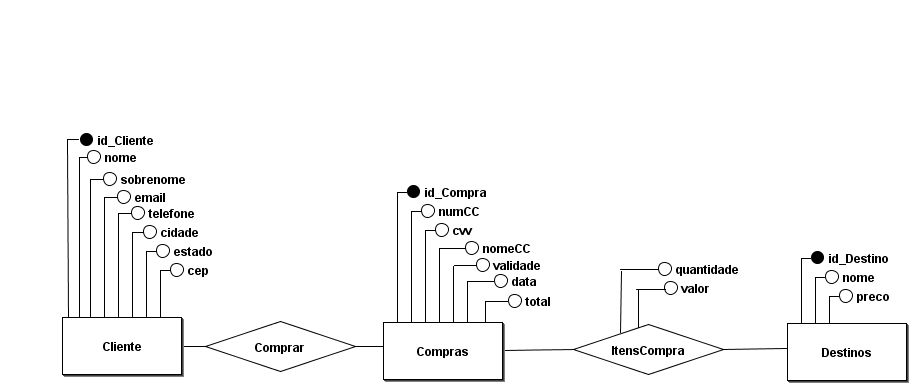 id_Cliente
nome
sobrenome
email
telefone
cidade
estado
cep
Cliente
Comprar
id_Compra
numCC
cvv
nomeCC
validade
data
total
Compras
quantidade
valor
ItensCompra
id_Destino
nome
preco
Destinos